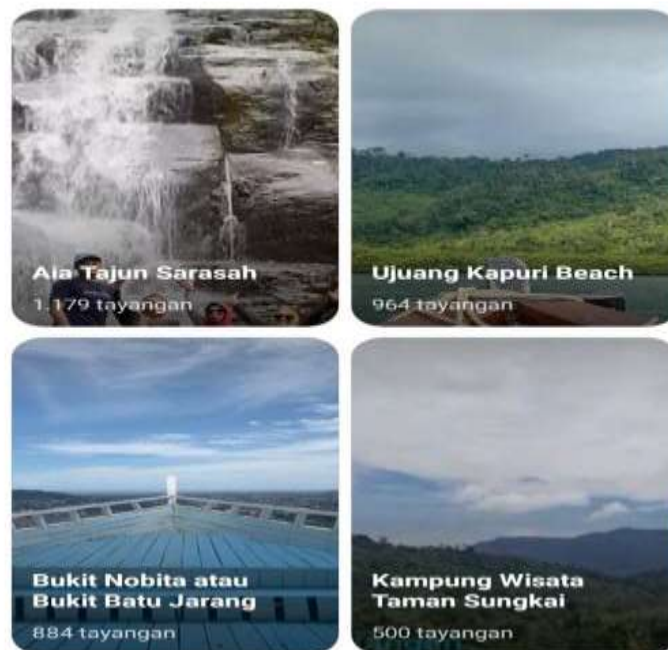 Aia Tajun Sarasah
1.179 tayangan
Ujuang Kapuri Beach
964 tayangan
Bukit Nobita atau
Bukit Batu Jarang
884 tayangan
Kampung Wisata
Taman Sungkai
500 tayangan